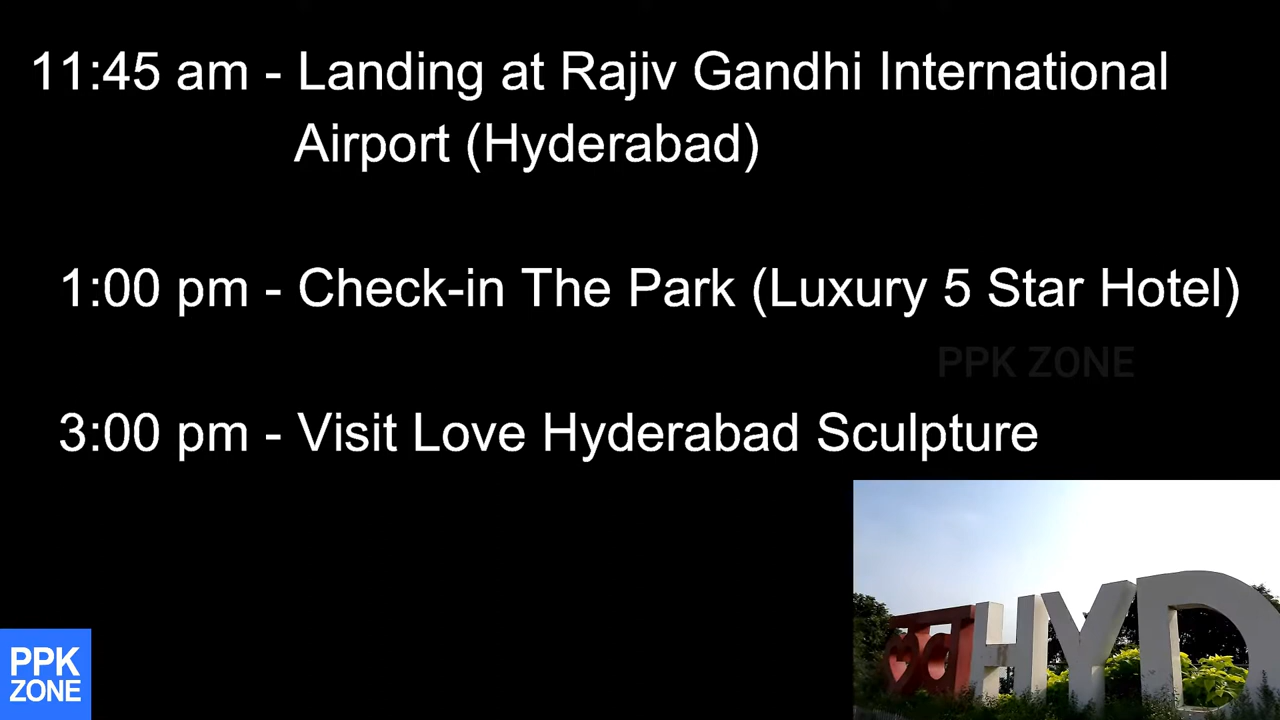 11:45 am - Landing at Rajiv Gandhi International
Airport (Hyderabad)
1:00 pm - Check-in The Park (Luxury 5 Star Hotel)
PPK ZONE
3:00 pm - Visit Love Hyderabad Sculpture
HYD
PPK
ZONE